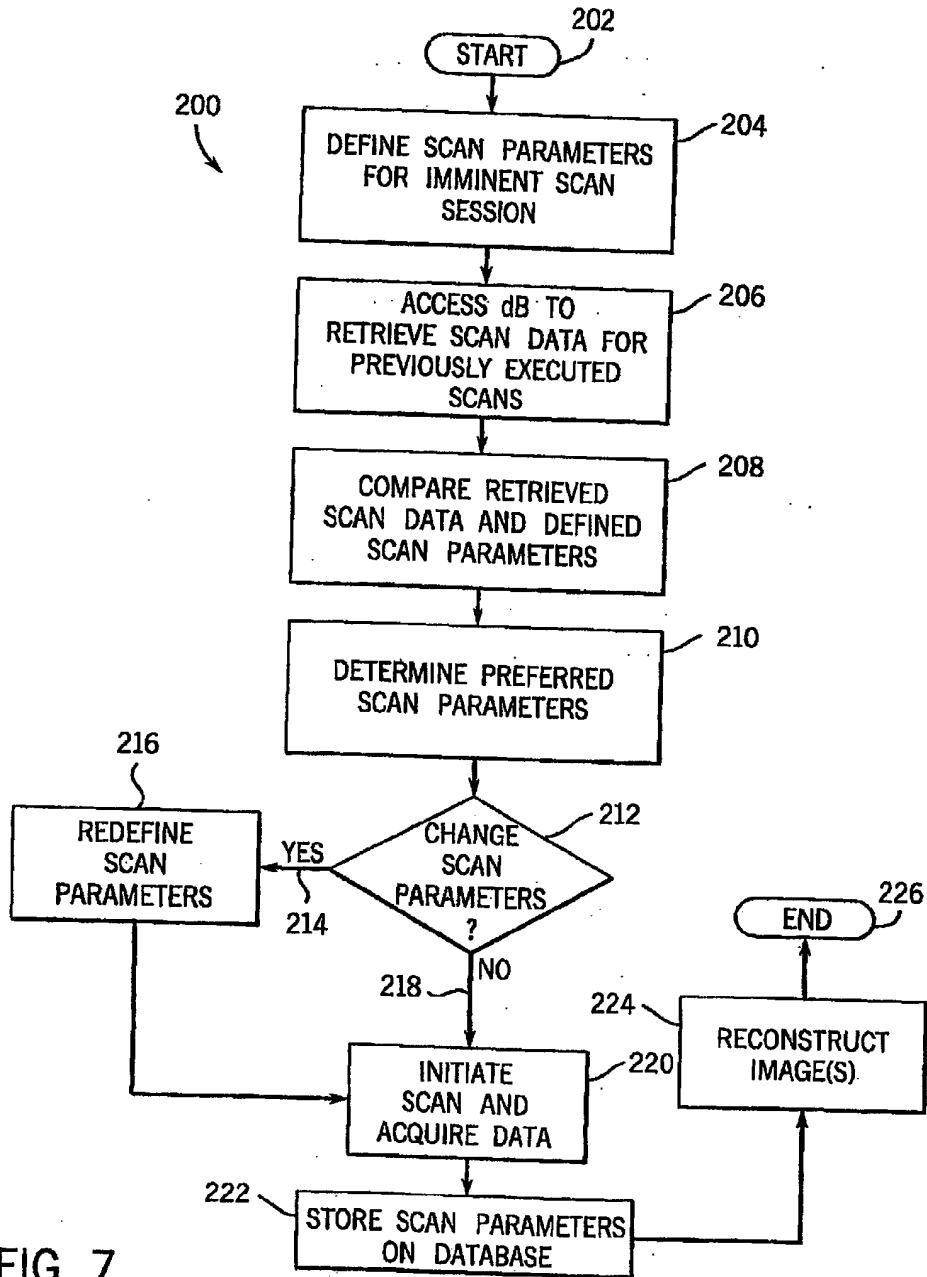 202
START
200
204
DEFINE SCAN PARAMETERS
FOR IMMINENT SCAN
SESSION
206
ACCESS dB TO
RETRIEVE SCAN DATA FOR
PREVIOUSLY EXECUTED
SCANS
208
COMPARE RETRIEVED
SCAN DATA AND DEFINED
SCAN PARAMETERS
210
DETERMINE PREFERRED
SCAN PARAMETERS
216
REDEFINE
SCAN
PARAMETERS
YES
214
212
CHANGE
SCAN
PARAMETERS
?
NO
218
226
END
224
RECONSTRUCT
IMAGE(S)
220
INITIATE
SCAN AND
ACQUIRE DATA
222
STORE SCAN PARAMETERS
ON DATABASE
FIG. 7